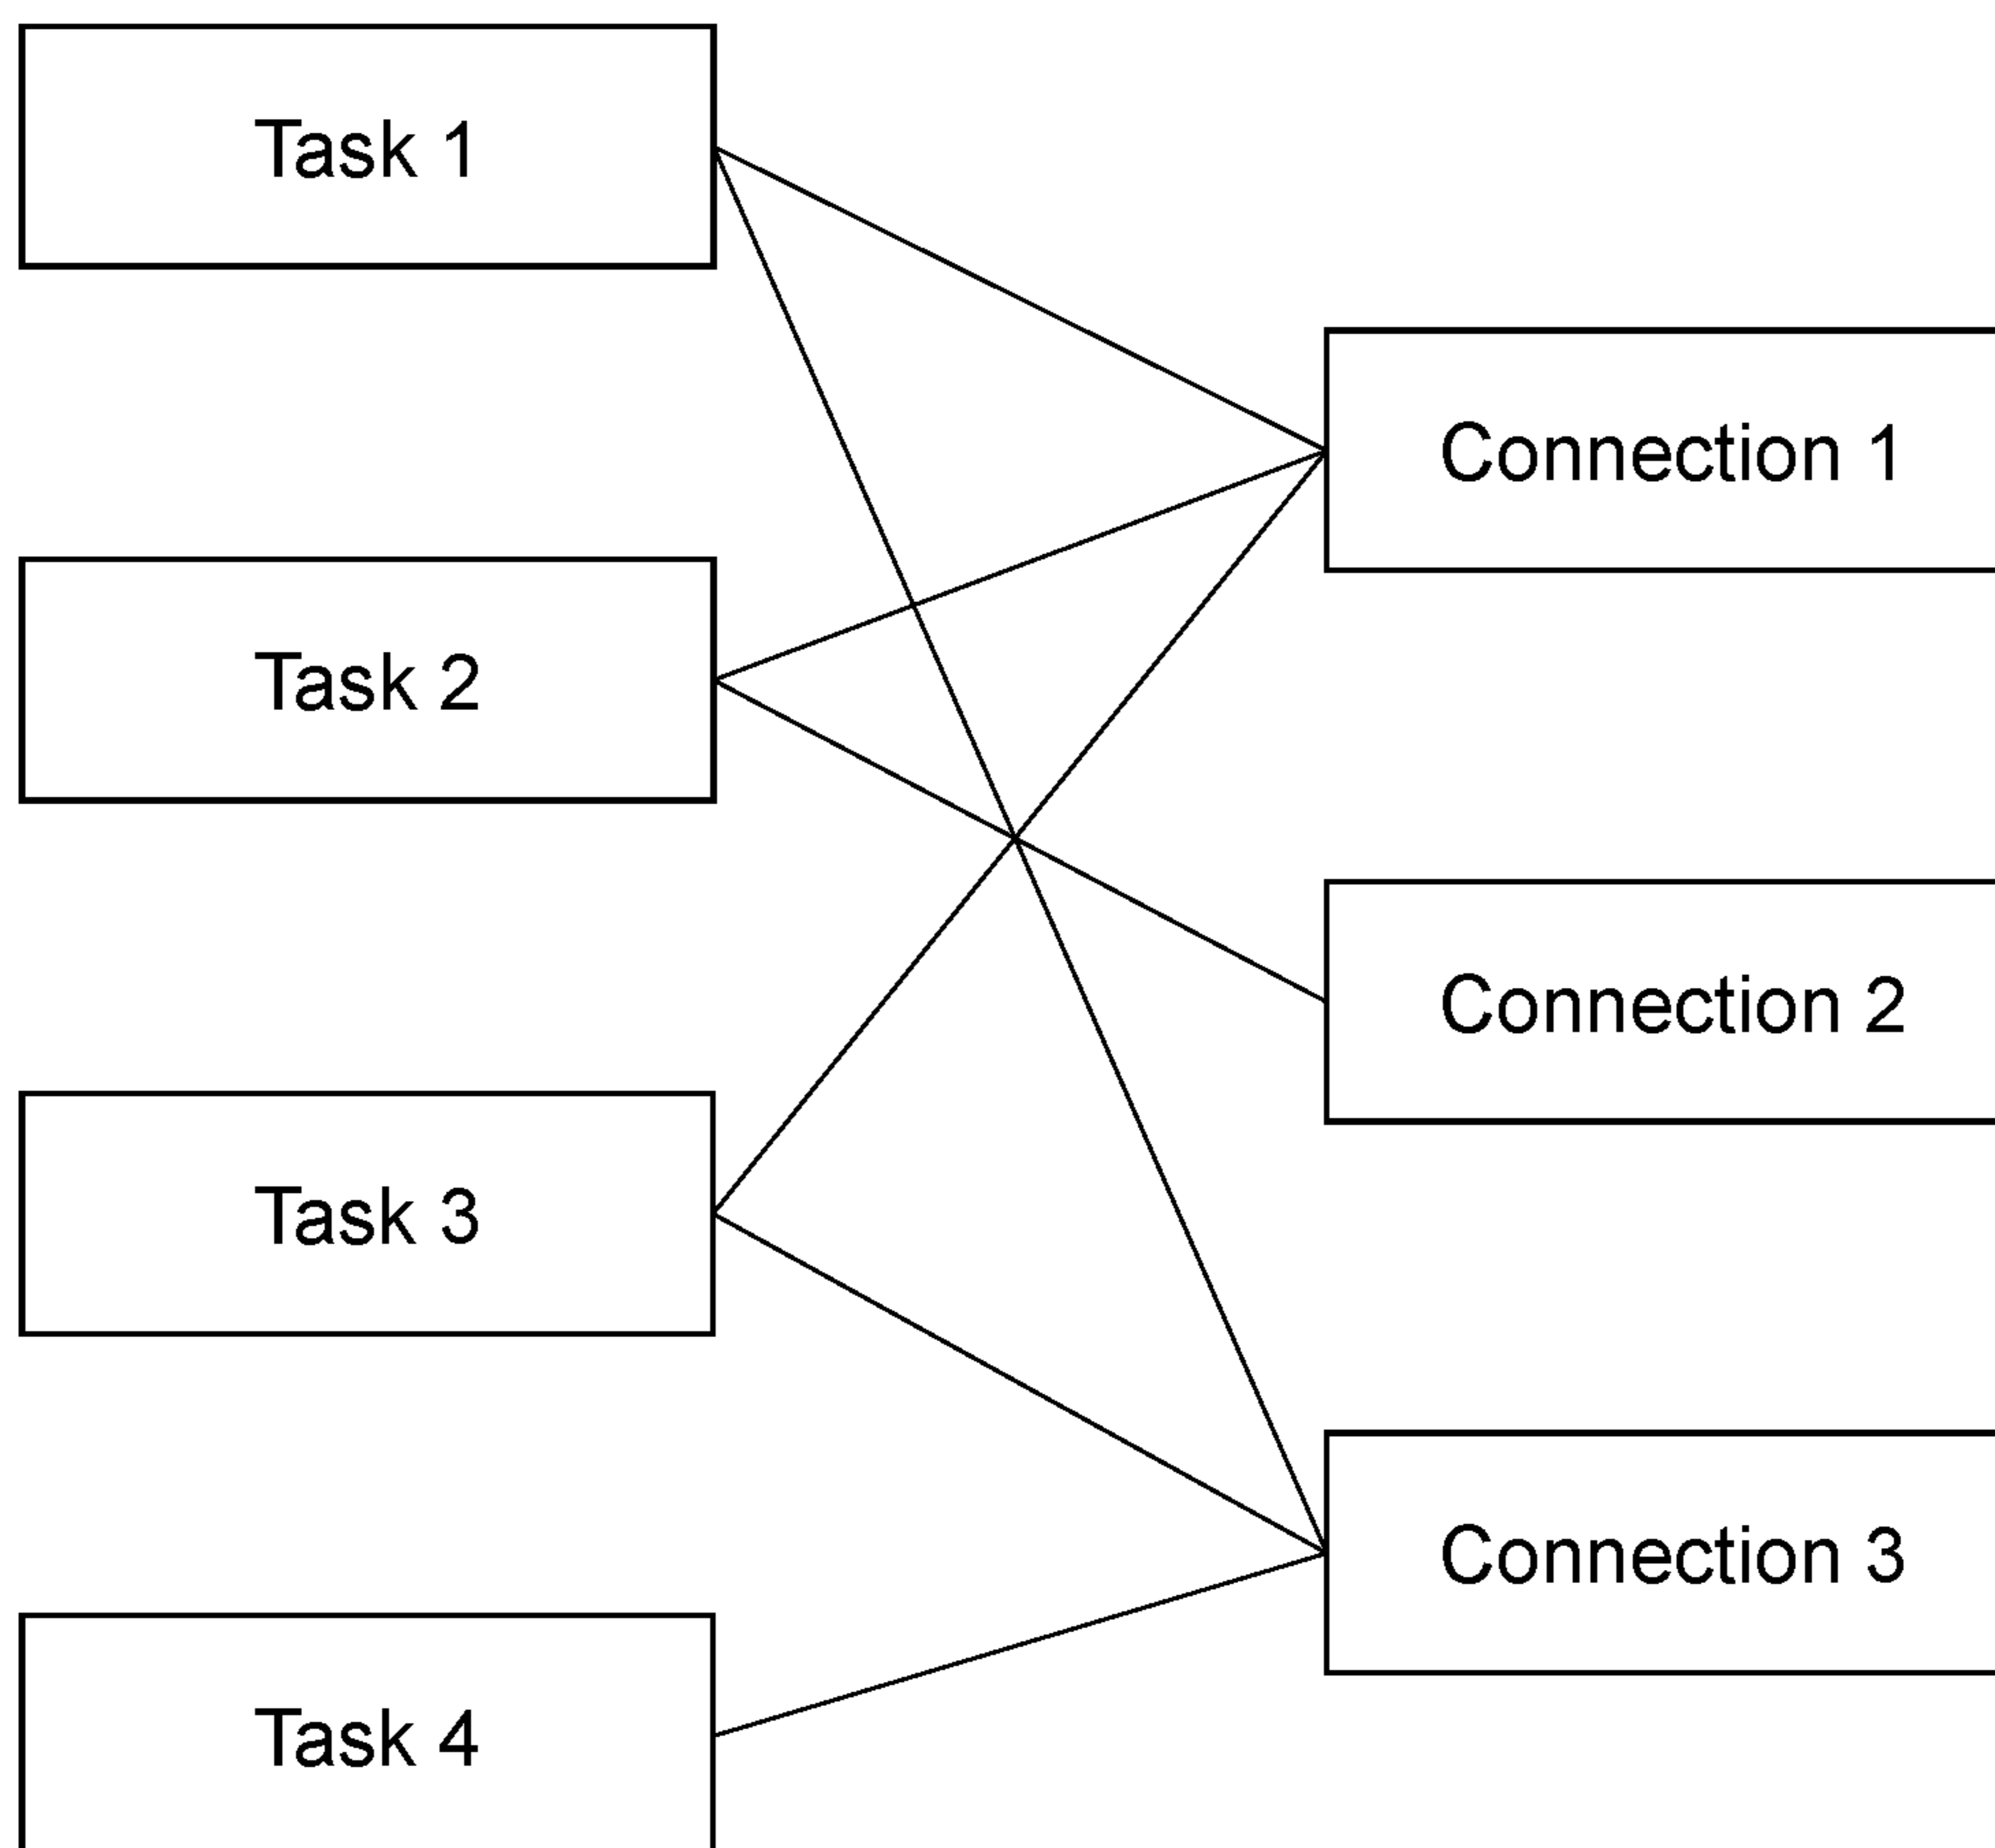 Task 1
Connection 1
Task 2
Connection 2
Task 3
Connection 3
Task 4